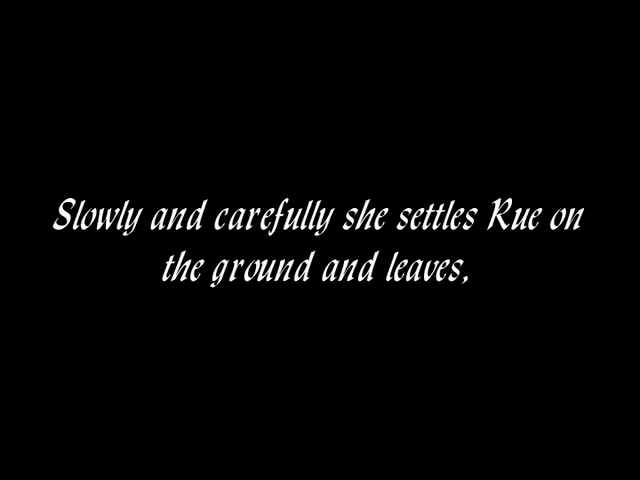 Slowly and carefully she settles Rue on
the ground and leaves,